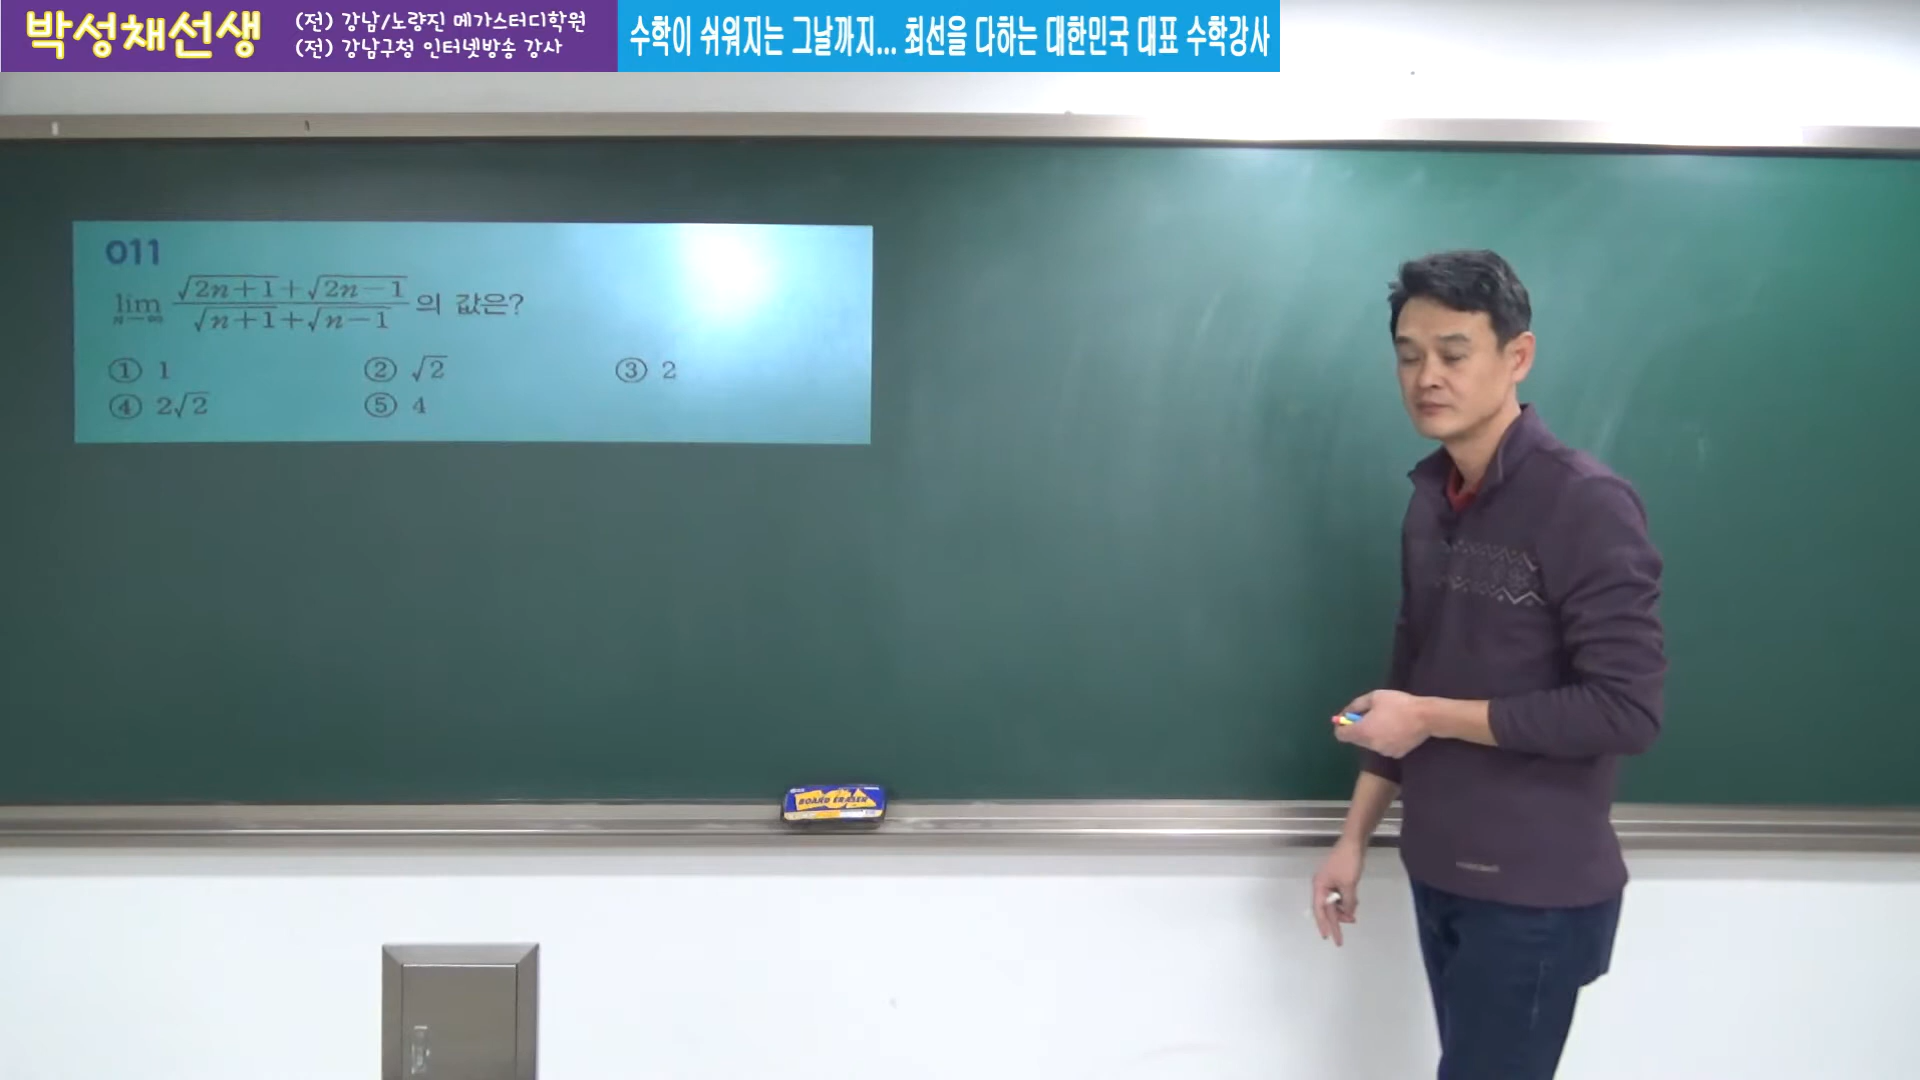 박성채선생
(전) 강남/노량진 메가스터디학원
(전) 강남구청 인터넷방송 강사
수학이 쉬워지는 그날까지... 최선을 다하는 대한민국 대표 수학강사
011
lim n→∞ (√(2n+1)+√(2n-1))/(√(n+1)+√(n-1)) 의 값은?
① 1 ② √2 ③ 2
④ 2√2 ⑤ 4
BOARD ERASER